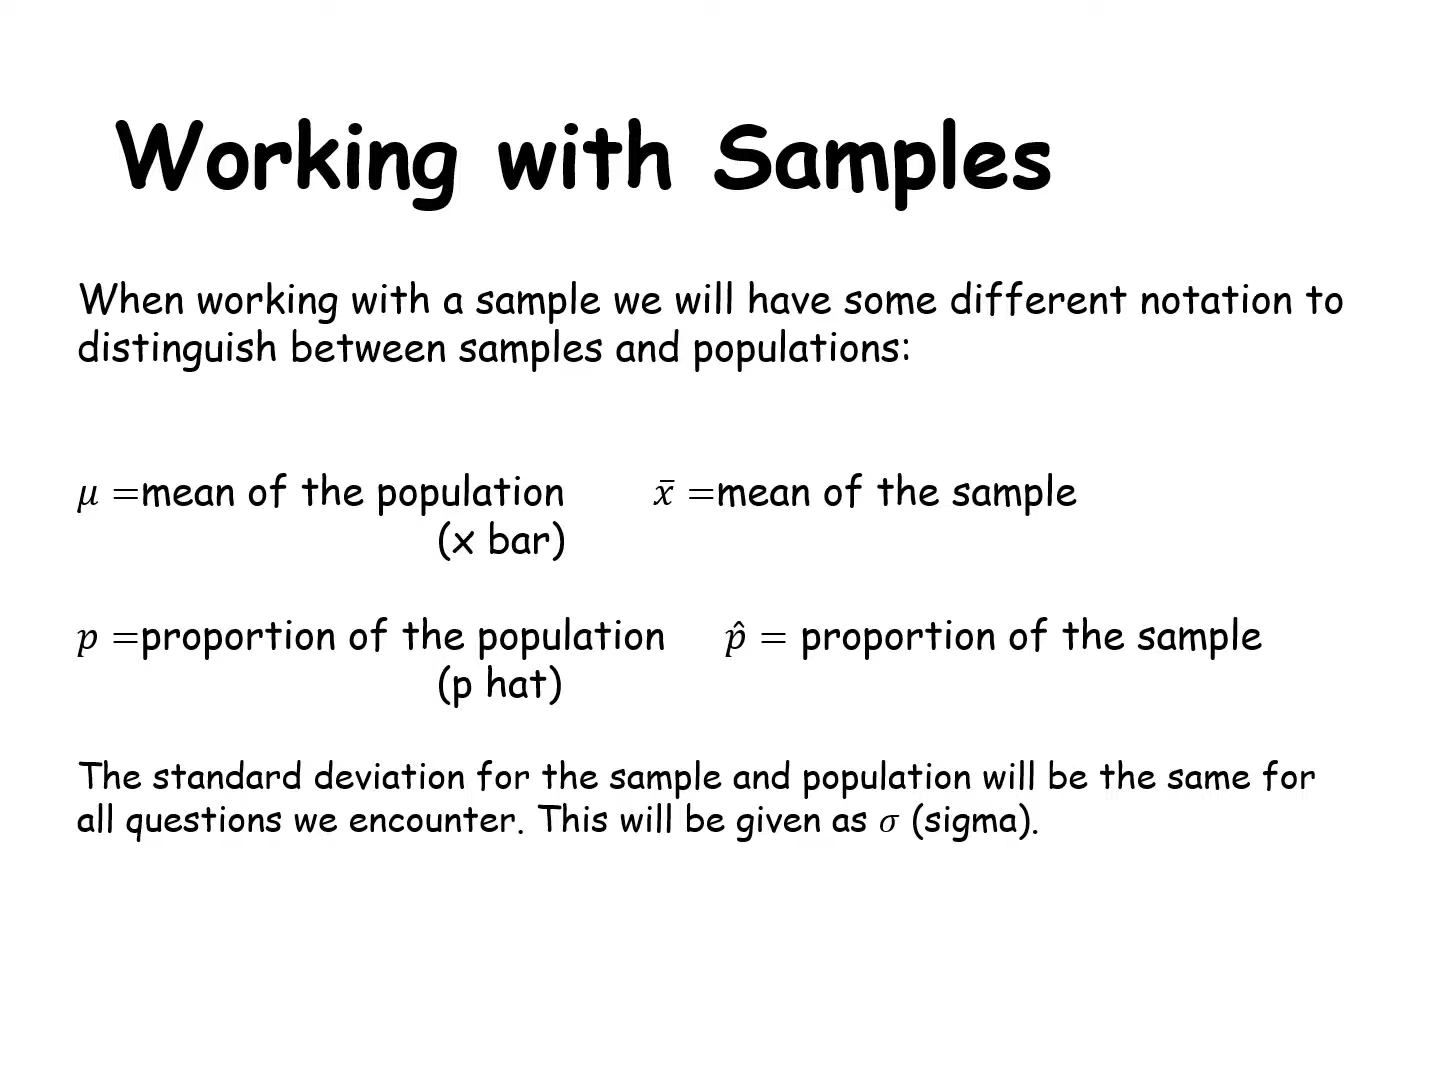 Working with Samples
When working with a sample we will have some different notation to
distinguish between samples and populations:
μ =mean of the population x̄ =mean of the sample
(x bar)
p =proportion of the population p̂ = proportion of the sample
(p hat)
The standard deviation for the sample and population will be the same for
all questions we encounter. This will be given as σ (sigma).